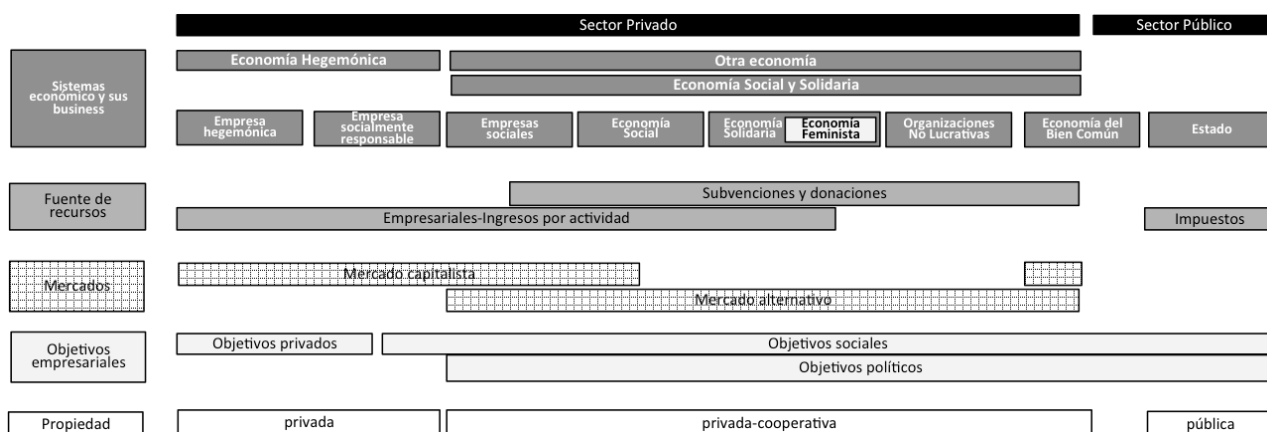 Sector Privado
Sector Público
Sistemas
económico y sus
business
Economía Hegemónica
Otra economía
Economía Social y Solidaria
Empresa
hegemónica
Empresa
socialmente
responsable
Empresas
sociales
Economía
Social
Economía
Solidaria
Economía
Feminista
Organizaciones
No Lucrativas
Economía del
Bien Común
Estado
Fuente de
recursos
Subvenciones y donaciones
Empresariales-Ingresos por actividad
Impuestos
Mercados
Mercado capitalista
Mercado alternativo
Objetivos
empresariales
Objetivos privados
Objetivos sociales
Objetivos políticos
Propiedad
privada
privada-cooperativa
pública